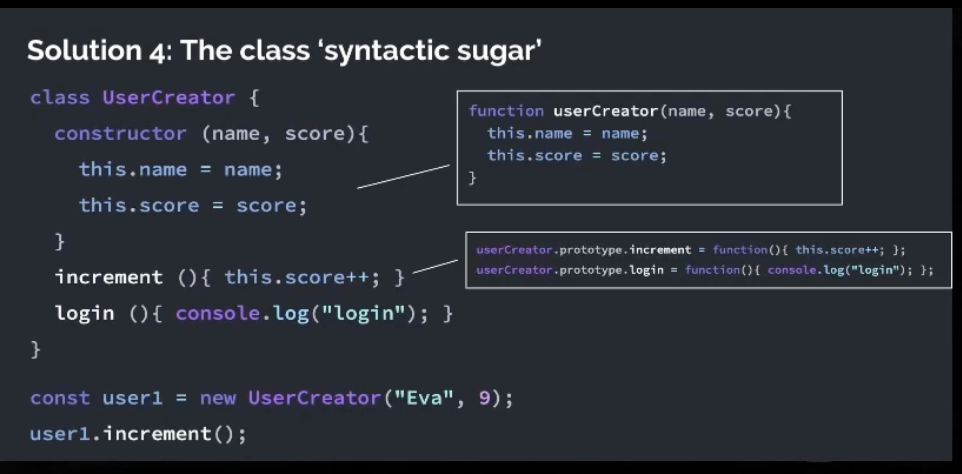 Solution 4: The class ‘syntactic sugar’
class UserCreator {
constructor (name, score){
this.name = name;
this.score = score;
}
increment (){ this.score++; }
login (){ console.log("login"); }
}
const user1 = new UserCreator("Eva", 9);
user1.increment();
function userCreator(name, score){
this.name = name;
this.score = score;
}
userCreator.prototype.increment = function(){ this.score++; };
userCreator.prototype.login = function(){ console.log("login"); };